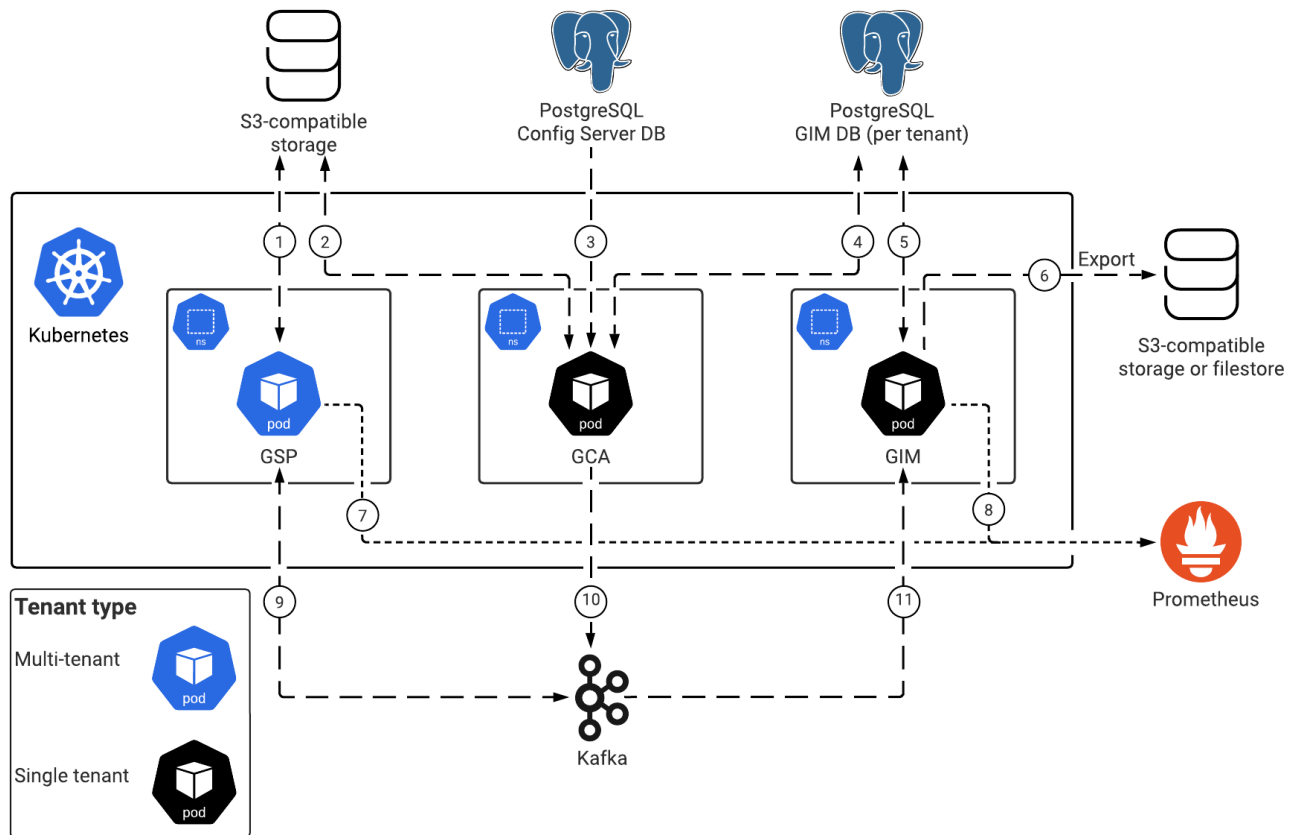 S3-compatible
storage
PostgreSQL
Config Server DB
PostgreSQL
GIM DB (per tenant)
1
2
3
4
5
Export
6
Kubernetes
ns
ns
ns
S3-compatible
storage or filestore
pod
pod
pod
GSP
GCA
GIM
7
8
Prometheus
9
10
11
Tenant type
Multi-tenant
pod
Kafka
Single tenant
pod